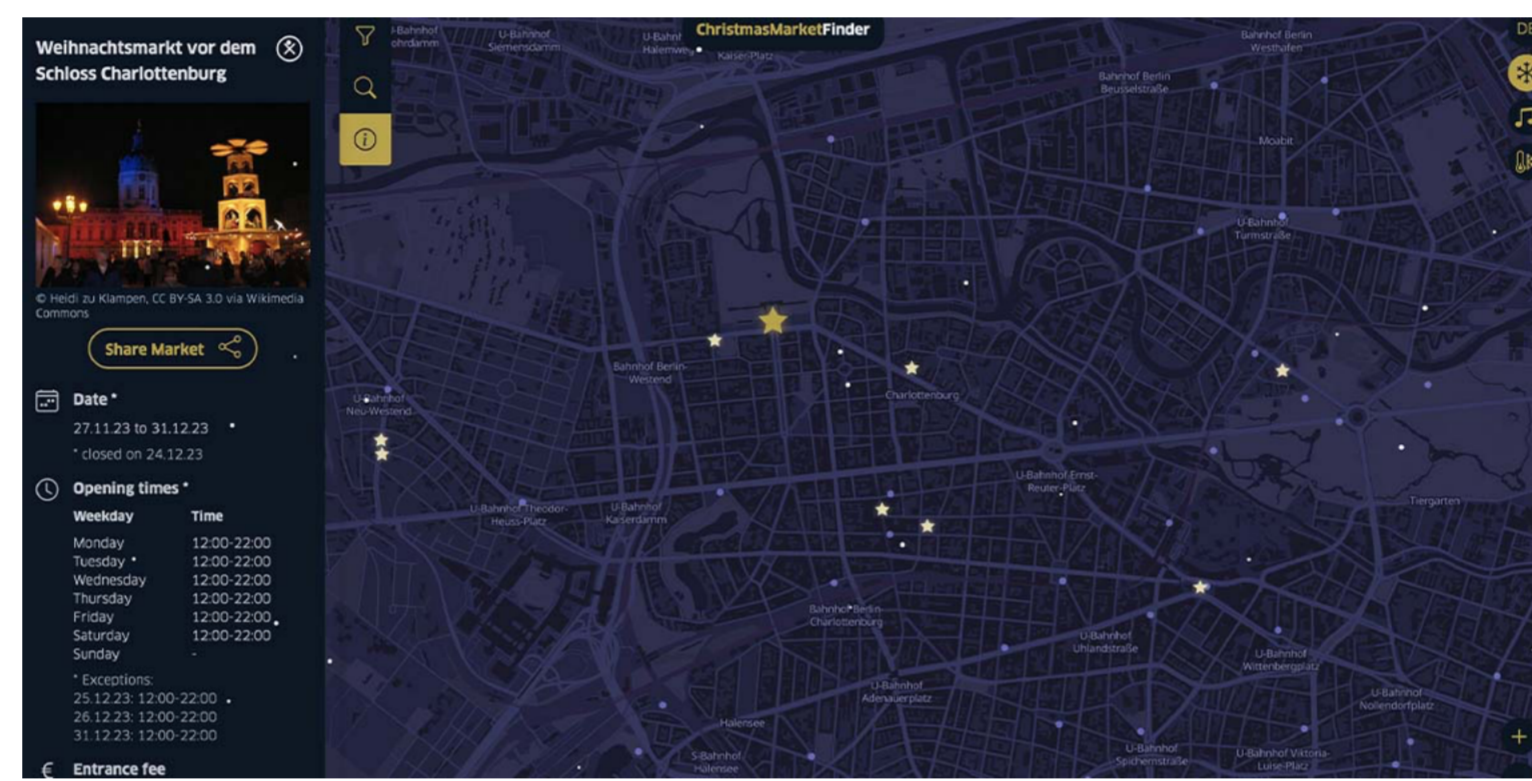 Weihnachtsmarkt vor dem
Schloss Charlottenburg
© Heidi zu Klampen, CC BY-SA 3.0 via Wikimedia
Commons
Share Market
Date *
27.11.23 to 31.12.23
* closed on 24.12.23
Opening times *
Weekday Time
Monday 12:00-22:00
Tuesday 12:00-22:00
Wednesday 12:00-22:00
Thursday 12:00-22:00
Friday 12:00-22:00
Saturday 12:00-22:00
Sunday -
* Exceptions:
25.12.23: 12:00-22:00
26.12.23: 12:00-22:00
31.12.23: 12:00-22:00
€ Entrance fee
ChristmasMarketFinder
DE
U-Bahnhof
Siemensdamm
U-Bahnhof
Bahnhof Berlin
Westhafen
Bahnhof Berlin
Beusselstraße
Moabit
U-Bahnhof
Turmstraße
Bahnhof Berlin-
Westend
Charlottenburg
U-Bahnhof
Neu-Westend
U-Bahnhof Ernst-
Reuter-Platz
Tiergarten
U-Bahnhof Theodor-
Heuss-Platz
U-Bahnhof
Kaiserdamm
Bahnhof Berlin-
Charlottenburg
U-Bahnhof
Uhlandstraße
U-Bahnhof
Wittenbergplatz
U-Bahnhof
Adenauerplatz
U-Bahnhof
Nollendorfplatz
Halensee
S-Bahnhof
Halensee
U-Bahnhof
Spichernstraße
U-Bahnhof Viktoria-
Luise-Platz